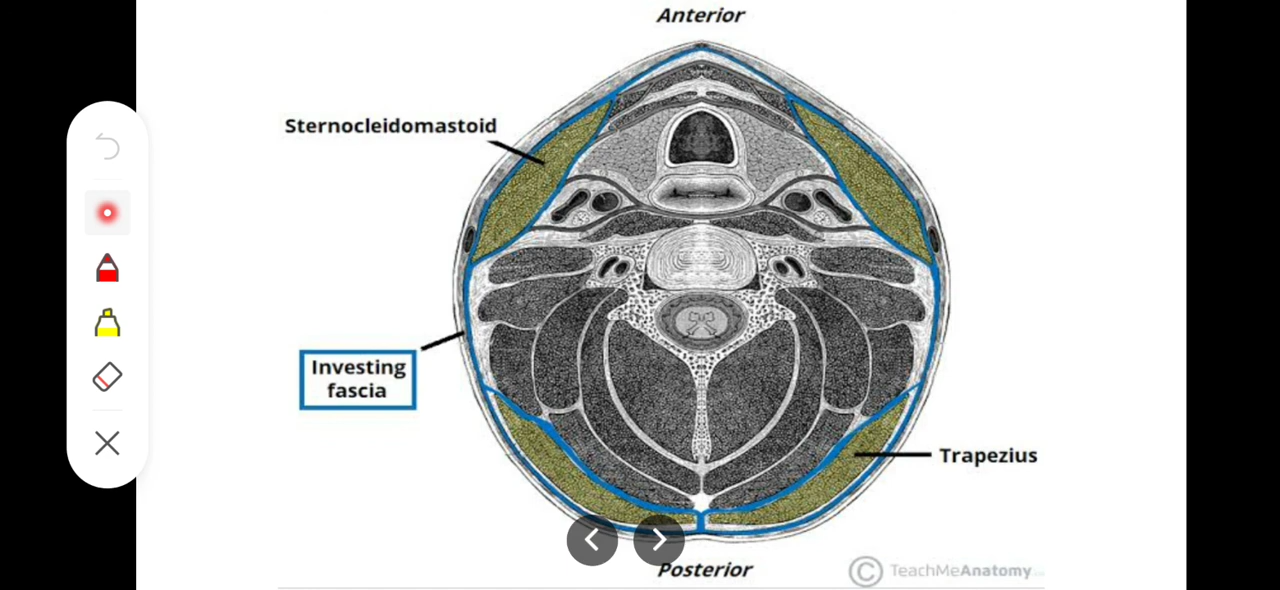 Anterior
Sternocleidomastoid
Investing
fascia
Trapezius
Posterior
© TeachMeAnatomy